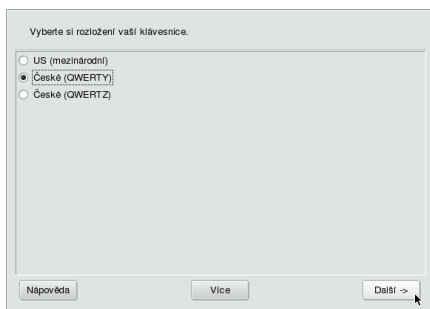 Vyberte si rozložení vaší klávesnice.
US (mezinárodní)
České (QWERTY)
České (QWERTZ)
Nápověda
Více
Další ->